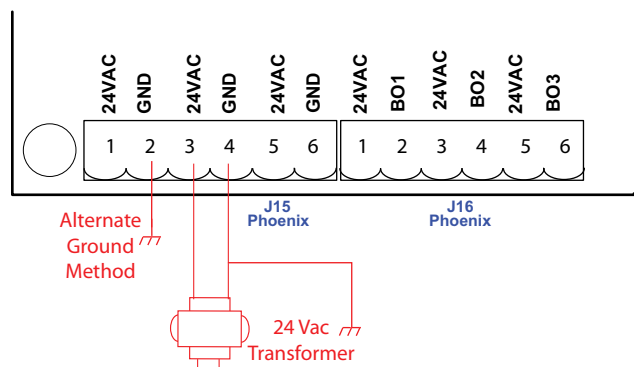 24VAC GND 24VAC GND 24VAC GND 24VAC BO1 24VAC BO2 24VAC BO3
1 2 3 4 5 6 1 2 3 4 5 6
J15
Phoenix
J16
Phoenix
Alternate
Ground
Method
24 Vac
Transformer